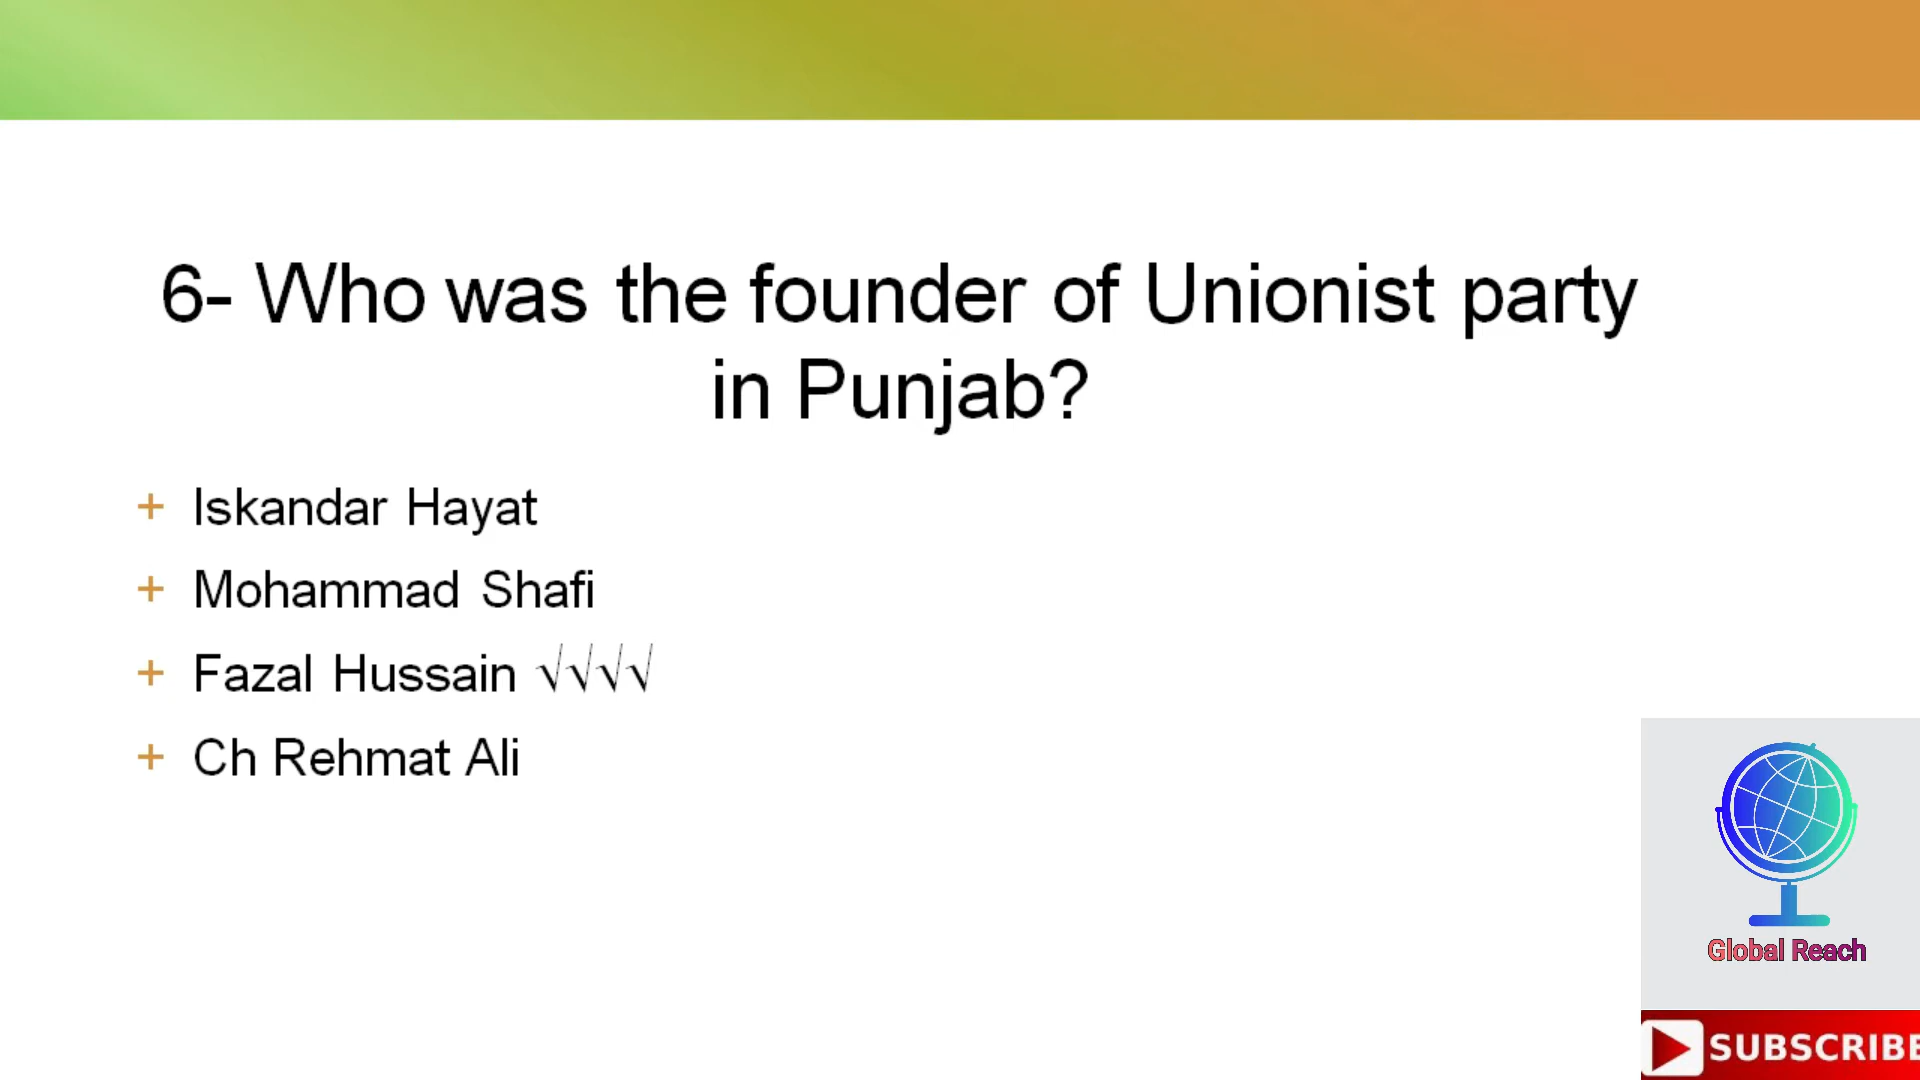 6- Who was the founder of Unionist party
in Punjab?
+ Iskandar Hayat
+ Mohammad Shafi
+ Fazal Hussain √√√√
+ Ch Rehmat Ali
Global Reach
SUBSCRIBE